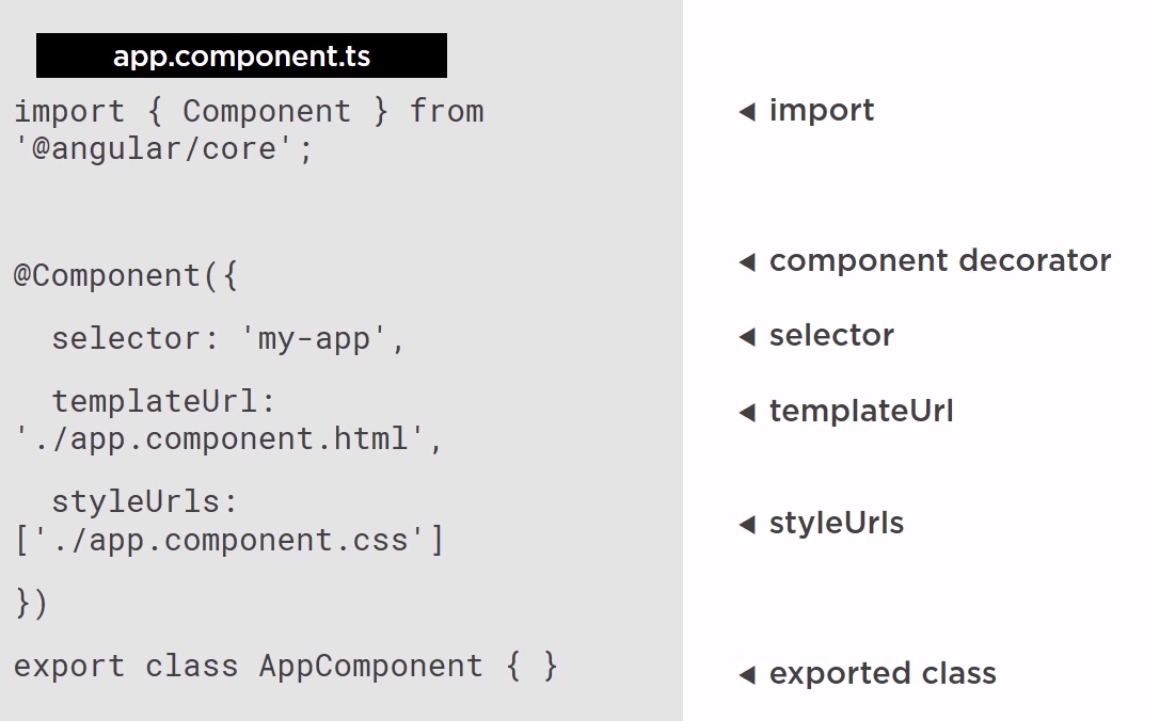 app.component.ts
import { Component } from
'@angular/core';
@Component({
selector: 'my-app',
templateUrl:
'./app.component.html',
styleUrls:
['./app.component.css']
})
export class AppComponent { }
◀ import
◀ component decorator
◀ selector
◀ templateUrl
◀ styleUrls
◀ exported class